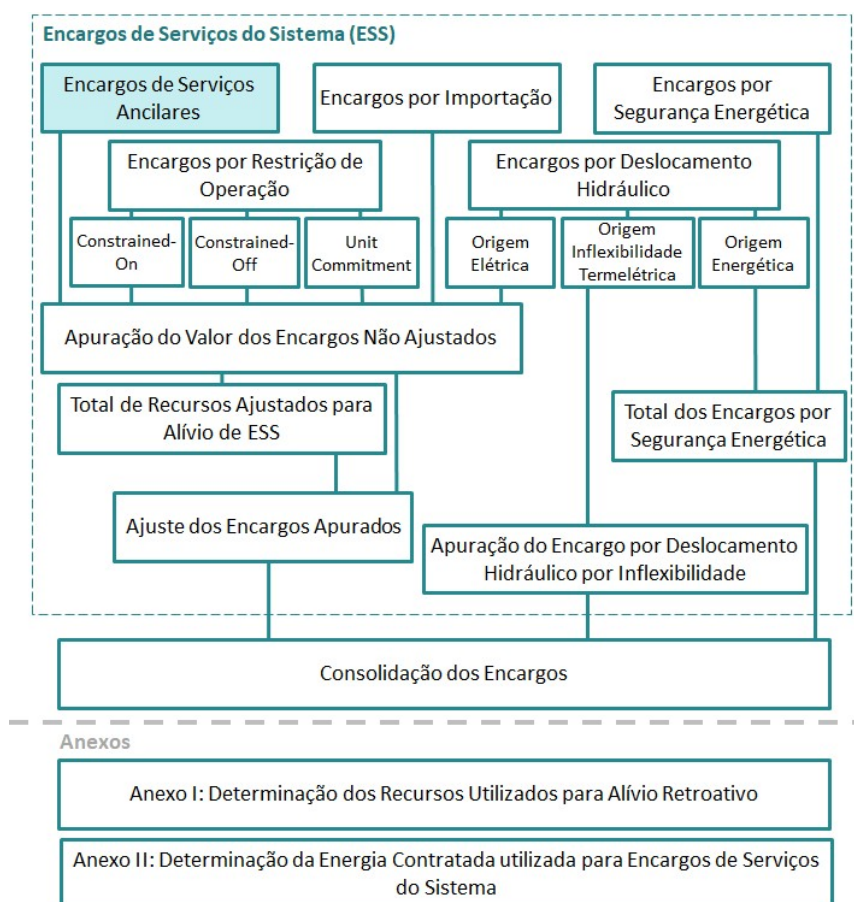 Encargos de Serviços do Sistema (ESS)
Encargos de Serviços
Ancilares
Encargos por Importação
Encargos por
Segurança Energética
Encargos por Restrição de
Operação
Encargos por Deslocamento
Hidráulico
Constrained-
On
Constrained-
Off
Unit
Commitment
Origem
Elétrica
Origem
Inflexibilidade
Termelétrica
Origem
Energética
Apuração do Valor dos Encargos Não Ajustados
Total de Recursos Ajustados para
Alívio de ESS
Total dos Encargos por
Segurança Energética
Ajuste dos Encargos Apurados
Apuração do Encargo por Deslocamento
Hidráulico por Inflexibilidade
Consolidação dos Encargos
Anexos
Anexo I: Determinação dos Recursos Utilizados para Alívio Retroativo
Anexo II: Determinação da Energia Contratada utilizada para Encargos de Serviços
do Sistema